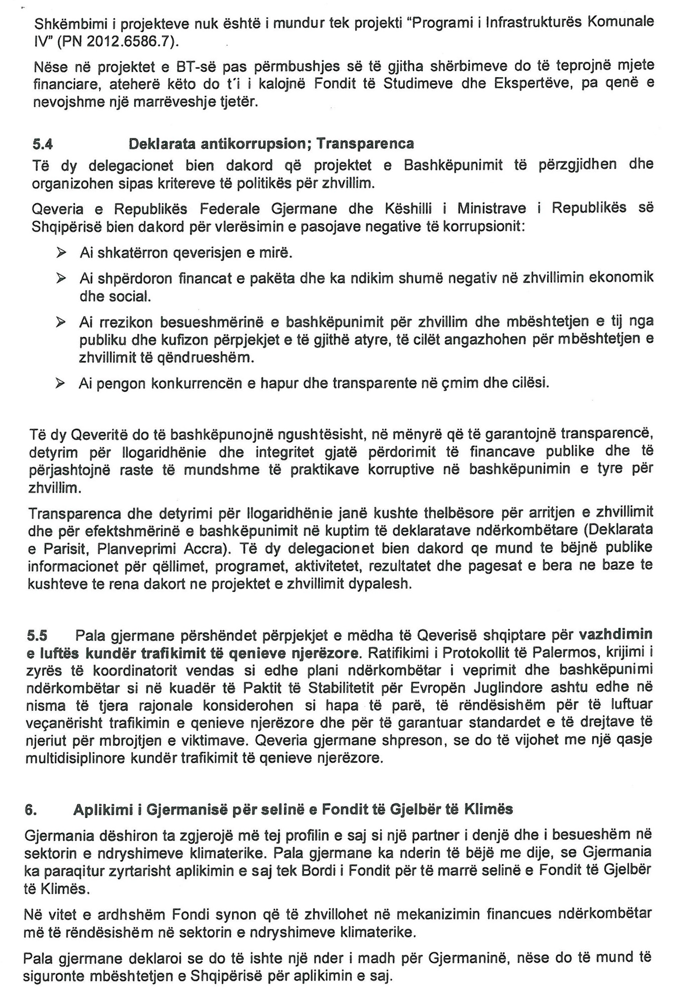 Shkëmbimi i projekteve nuk është i mundur tek projekti “Programi i Infrastrukturës Komunale
IV” (PN 2012.6586.7).
Nëse në projektet e BT-së pas përmbushjes së të gjitha shërbimeve do të teprojnë mjete
financiare, ateherë këto do t´i i kalojnë Fondit të Studimeve dhe Ekspertëve, pa qenë e
nevojshme një marrëveshje tjetër.
5.4 Deklarata antikorrupsion; Transparenca
Të dy delegacionet bien dakord që projektet e Bashkëpunimit të përzgjidhen dhe
organizohen sipas kritereve të politikës për zhvillim.
Qeveria e Republikës Federale Gjermane dhe Këshilli i Ministrave i Republikës së
Shqipërisë bien dakord për vlerësimin e pasojave negative të korrupsionit:
➢ Ai shkatërron qeverisjen e mirë.
➢ Ai shpërdoron financat e pakëta dhe ka ndikim shumë negativ në zhvillimin ekonomik
dhe social.
➢ Ai rrezikon besueshmërinë e bashkëpunimit për zhvillim dhe mbështetjen e tij nga
publiku dhe kufizon përpjekjet e të gjithë atyre, të cilët angazhohen për mbështetjen e
zhvillimit të qëndrueshëm.
➢ Ai pengon konkurrencën e hapur dhe transparente në çmim dhe cilësi.
Të dy Qeveritë do të bashkëpunojnë ngushtësisht, në mënyrë që të garantojnë transparencë,
detyrim për llogaridhënie dhe integritet gjatë përdorimit të financave publike dhe të
përjashtojnë raste të mundshme të praktikave korruptive në bashkëpunimin e tyre për
zhvillim.
Transparenca dhe detyrimi për llogaridhënie janë kushte thelbësore për arritjen e zhvillimit
dhe për efektshmërinë e bashkëpunimit në kuptim të deklaratave ndërkombëtare (Deklarata
e Parisit, Planveprimi Accra). Të dy delegacionet bien dakord qe mund te bëjnë publike
informacionet për qëllimet, programet, aktivitetet, rezultatet dhe pagesat e bera ne baze te
kushteve te rena dakort ne projektet e zhvillimit dypalesh.
5.5 Pala gjermane përshëndet përpjekjet e mëdha të Qeverisë shqiptare për vazhdimin
e luftës kundër trafikimit të qenieve njerëzore. Ratifikimi i Protokollit të Palermos, krijimi i
zyrës të koordinatorit vendas si edhe plani ndërkombëtar i veprimit dhe bashkëpunimi
ndërkombëtar si në kuadër të Paktit të Stabilitetit për Evropën Juglindore ashtu edhe në
nisma të tjera rajonale konsiderohen si hapa të parë, të rëndësishëm për të luftuar
veçanërisht trafikimin e qenieve njerëzore dhe për të garantuar standardet e të drejtave të
njeriut për mbrojtjen e viktimave. Qeveria gjermane shpreson, se do të vijohet me një qasje
multidisiplinore kundër trafikimit të qenieve njerëzore.
6. Aplikimi i Gjermanisë për selinë e Fondit të Gjelbër të Klimës
Gjermania dëshiron ta zgjerojë më tej profilin e saj si një partner i denjë dhe i besueshëm në
sektorin e ndryshimeve klimaterike. Pala gjermane ka nderin të bëjë me dije, se Gjermania
ka paraqitur zyrtarisht aplikimin e saj tek Bordi i Fondit për të marrë selinë e Fondit të Gjelbër
të Klimës.
Në vitet e ardhshëm Fondi synon që të zhvillohet në mekanizimin financues ndërkombëtar
më të rëndësishëm në sektorin e ndryshimeve klimaterike.
Pala gjermane deklaroi se do të ishte një nder i madh për Gjermaninë, nëse do të mund të
siguronte mbështetjen e Shqipërisë për aplikimin e saj.